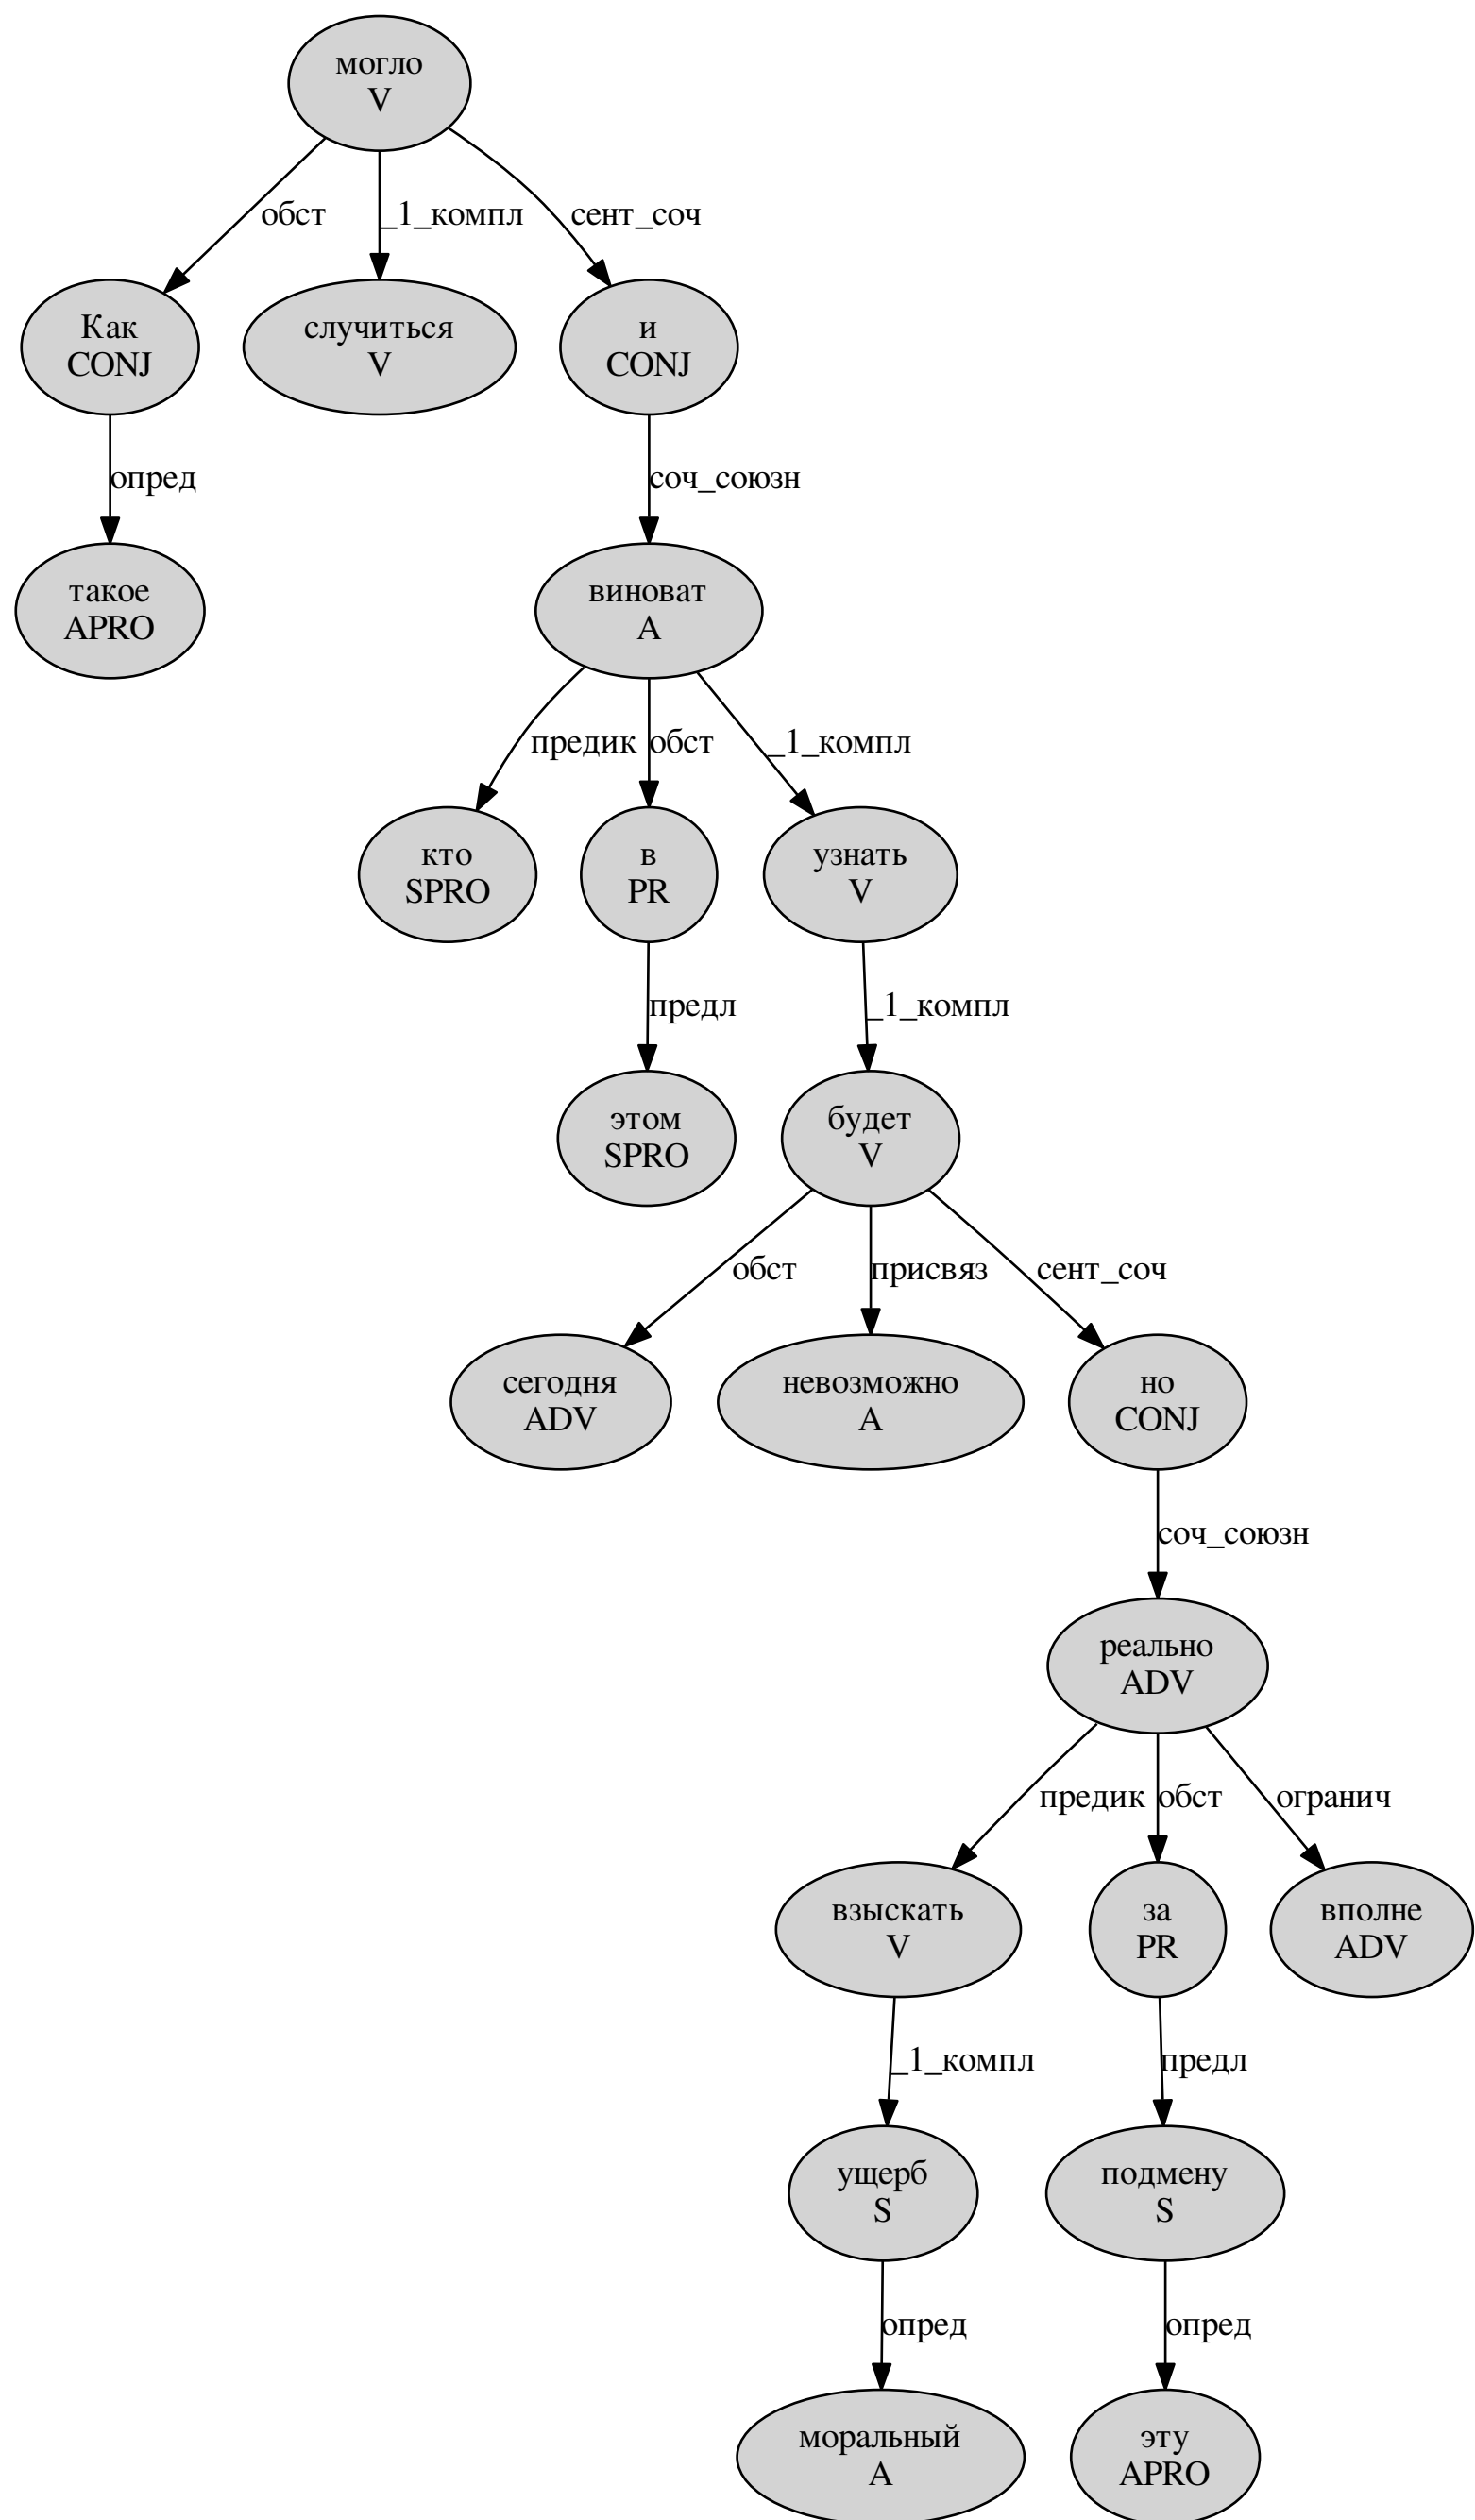 могло
V
обст
_1_компл
сент_соч
Как
CONJ
случиться
V
и
CONJ
опред
соч_союзн
такое
APRO
виноват
A
предик
обст
_1_компл
кто
SPRO
в
PR
узнать
V
предл
_1_компл
этом
SPRO
будет
V
обст
присвяз
сент_соч
сегодня
ADV
невозможно
A
но
CONJ
соч_союзн
реально
ADV
предик
обст
огранич
взыскать
V
за
PR
вполне
ADV
_1_компл
предл
ущерб
S
подмену
S
опред
опред
моральный
A
эту
APRO